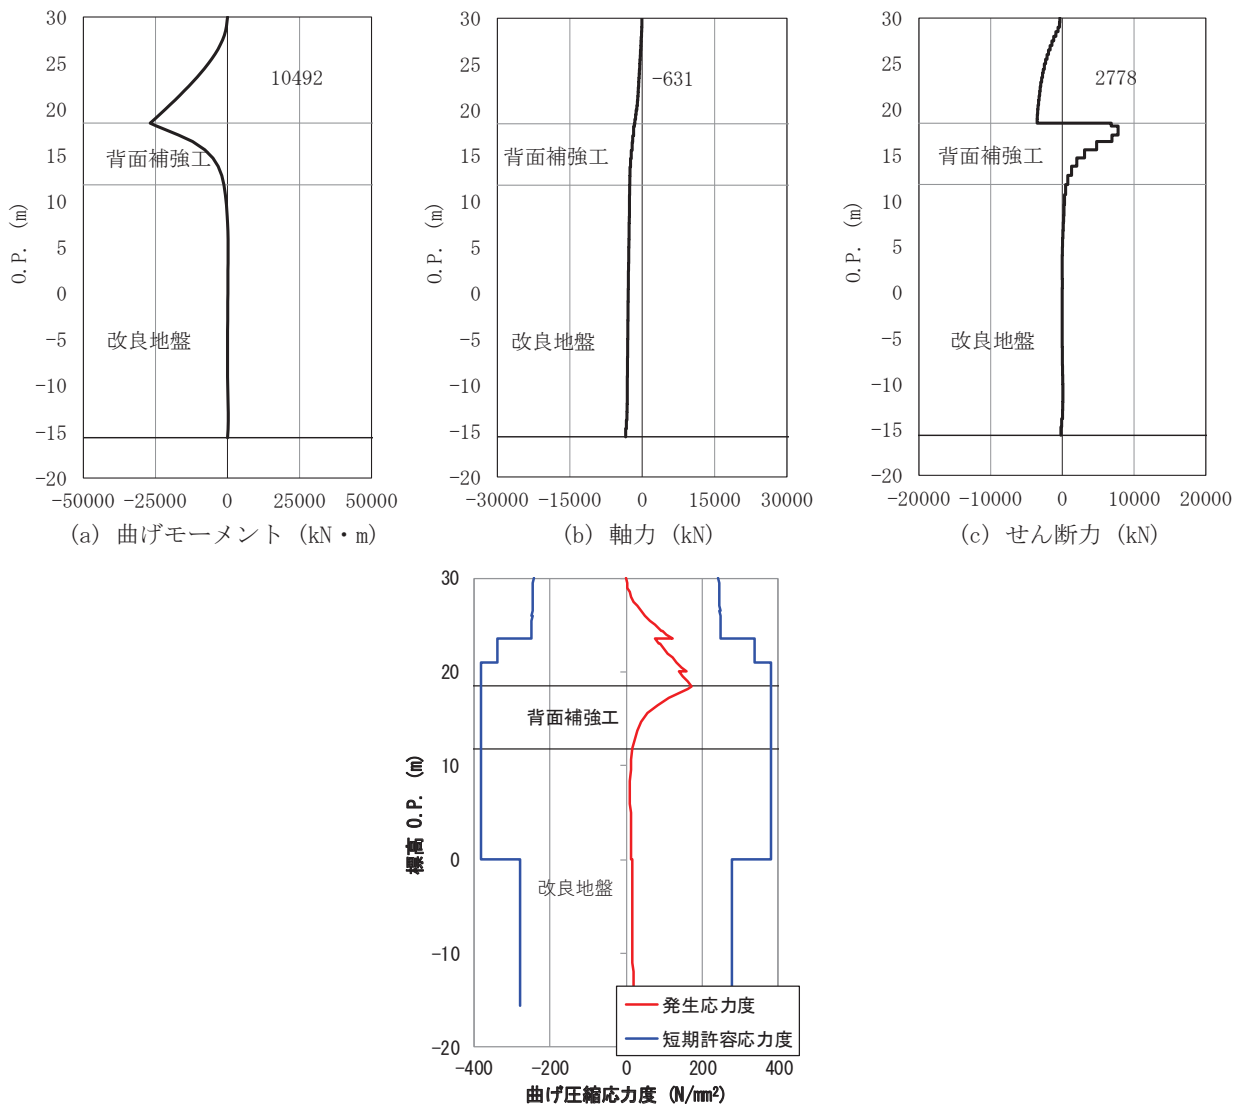 30
25
20
15
10
5
0
-5
-10
-15
-20
O.P. (m)
10492
背面補強工
改良地盤
-50000 -25000 0 25000 50000
(a) 曲げモーメント (kN・m)
30
25
20
15
10
5
0
-5
-10
-15
-20
O.P. (m)
-631
背面補強工
改良地盤
-30000 -15000 0 15000 30000
(b) 軸力 (kN)
30
25
20
15
10
5
0
-5
-10
-15
-20
O.P. (m)
2778
背面補強工
改良地盤
-20000 -10000 0 10000 20000
(c) せん断力 (kN)
30
20
10
0
-10
-20
標高 O.P. (m)
背面補強工
改良地盤
発生応力度
短期許容応力度
-400 -200 0 200 400
曲げ圧縮応力度 (N/mm²)